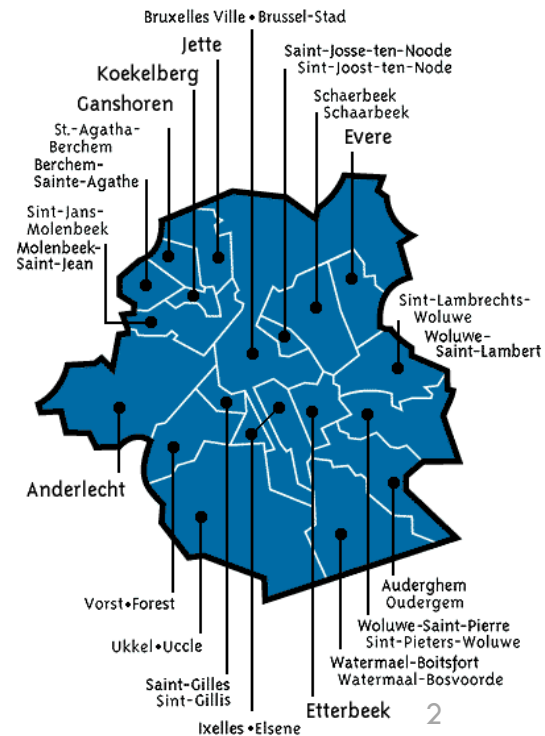 Bruxelles Ville • Brussel-Stad
Jette
Saint-Josse-ten-Noode
Sint-Joost-ten-Node
Koekelberg
Schaerbeek
Schaarbeek
Ganshoren
Evere
St.-Agatha-
Berchem
Berchem-
Sainte-Agathe
Sint-Jans-
Molenbeek
Molenbeek-
Saint-Jean
Sint-Lambrechts-
Woluwe
Woluwe-
Saint-Lambert
Anderlecht
Auderghem
Oudergem
Vorst•Forest
Woluwe-Saint-Pierre
Sint-Pieters-Woluwe
Ukkel•Uccle
Watermael-Boitsfort
Watermaal-Bosvoorde
Saint-Gilles
Sint-Gillis
Etterbeek
Ixelles•Elsene
2